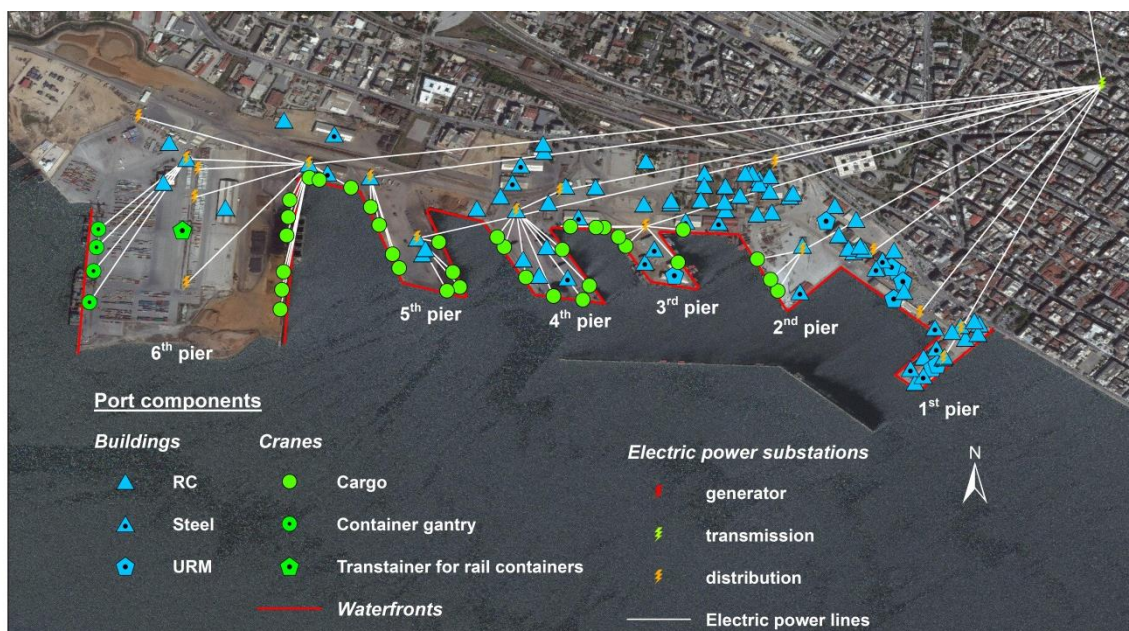 6th pier
5th pier
4th pier
3rd pier
2nd pier
1st pier
N
Port components
Buildings
RC
Steel
URM
Cranes
Cargo
Container gantry
Transtainer for rail containers
Waterfronts
Electric power substations
generator
transmission
distribution
Electric power lines